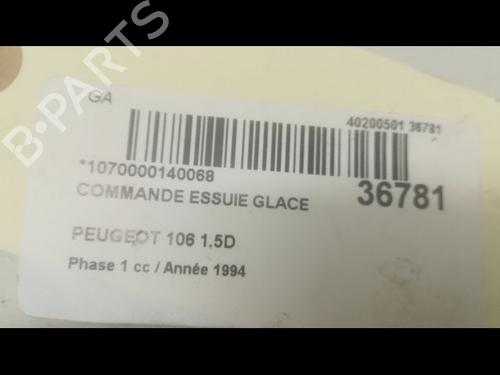 B-PARTS
GA
40200501 36781
*1070000140068
COMMANDE ESSUIE GLACE
36781
PEUGEOT 106 1,5D
Phase 1 cc / Année 1994